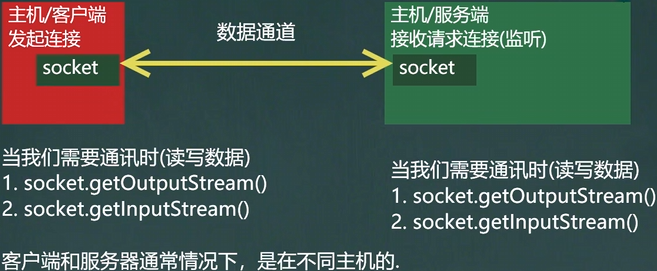 主机/客户端
发起连接
socket
数据通道
主机/服务端
接收请求连接(监听)
socket
当我们需要通讯时(读写数据)
1. socket.getOutputStream()
2. socket.getInputStream()
当我们需要通讯时(读写数据)
1. socket.getOutputStream()
2. socket.getInputStream()
客户端和服务器通常情况下，是在不同主机的.